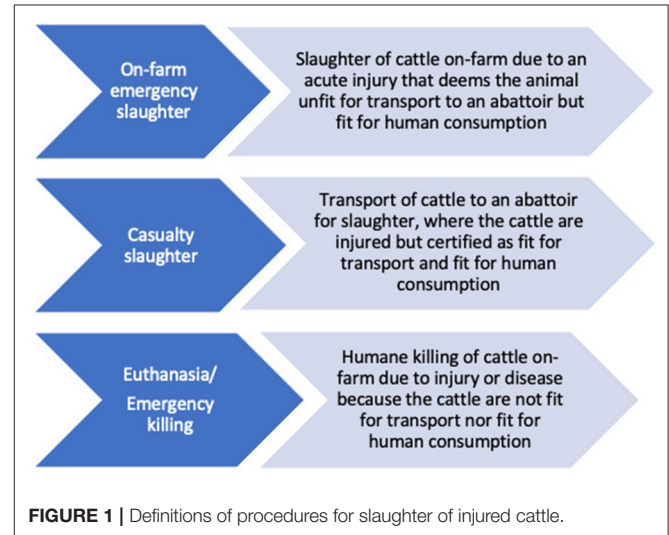 On-farm
emergency
slaughter
Slaughter of cattle on-farm due to an
acute injury that deems the animal
unfit for transport to an abattoir but
fit for human consumption
Casualty
slaughter
Transport of cattle to an abattoir
for slaughter, where the cattle are
injured but certified as fit for
transport and fit for human
consumption
Euthanasia/
Emergency
killing
Humane killing of cattle on-
farm due to injury or disease
because the cattle are not fit
for transport nor fit for
human consumption
FIGURE 1 | Definitions of procedures for slaughter of injured cattle.